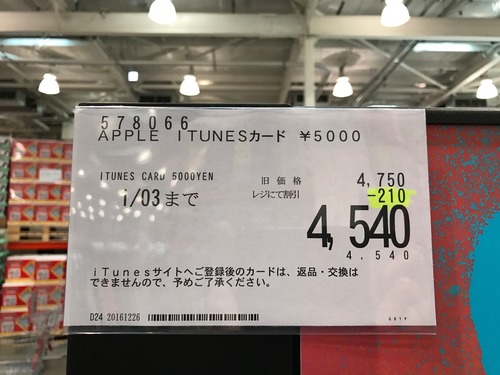 578066
APPLE ITUNESカード ¥5000
ITUNES CARD 5000YEN
旧価格 4,750
1/03まで
レジにて割引 -210
4,540
4,540
iTunesサイトへご登録後のカードは、返品・交換は
できませんので、予めご了承ください。
D24 20161226